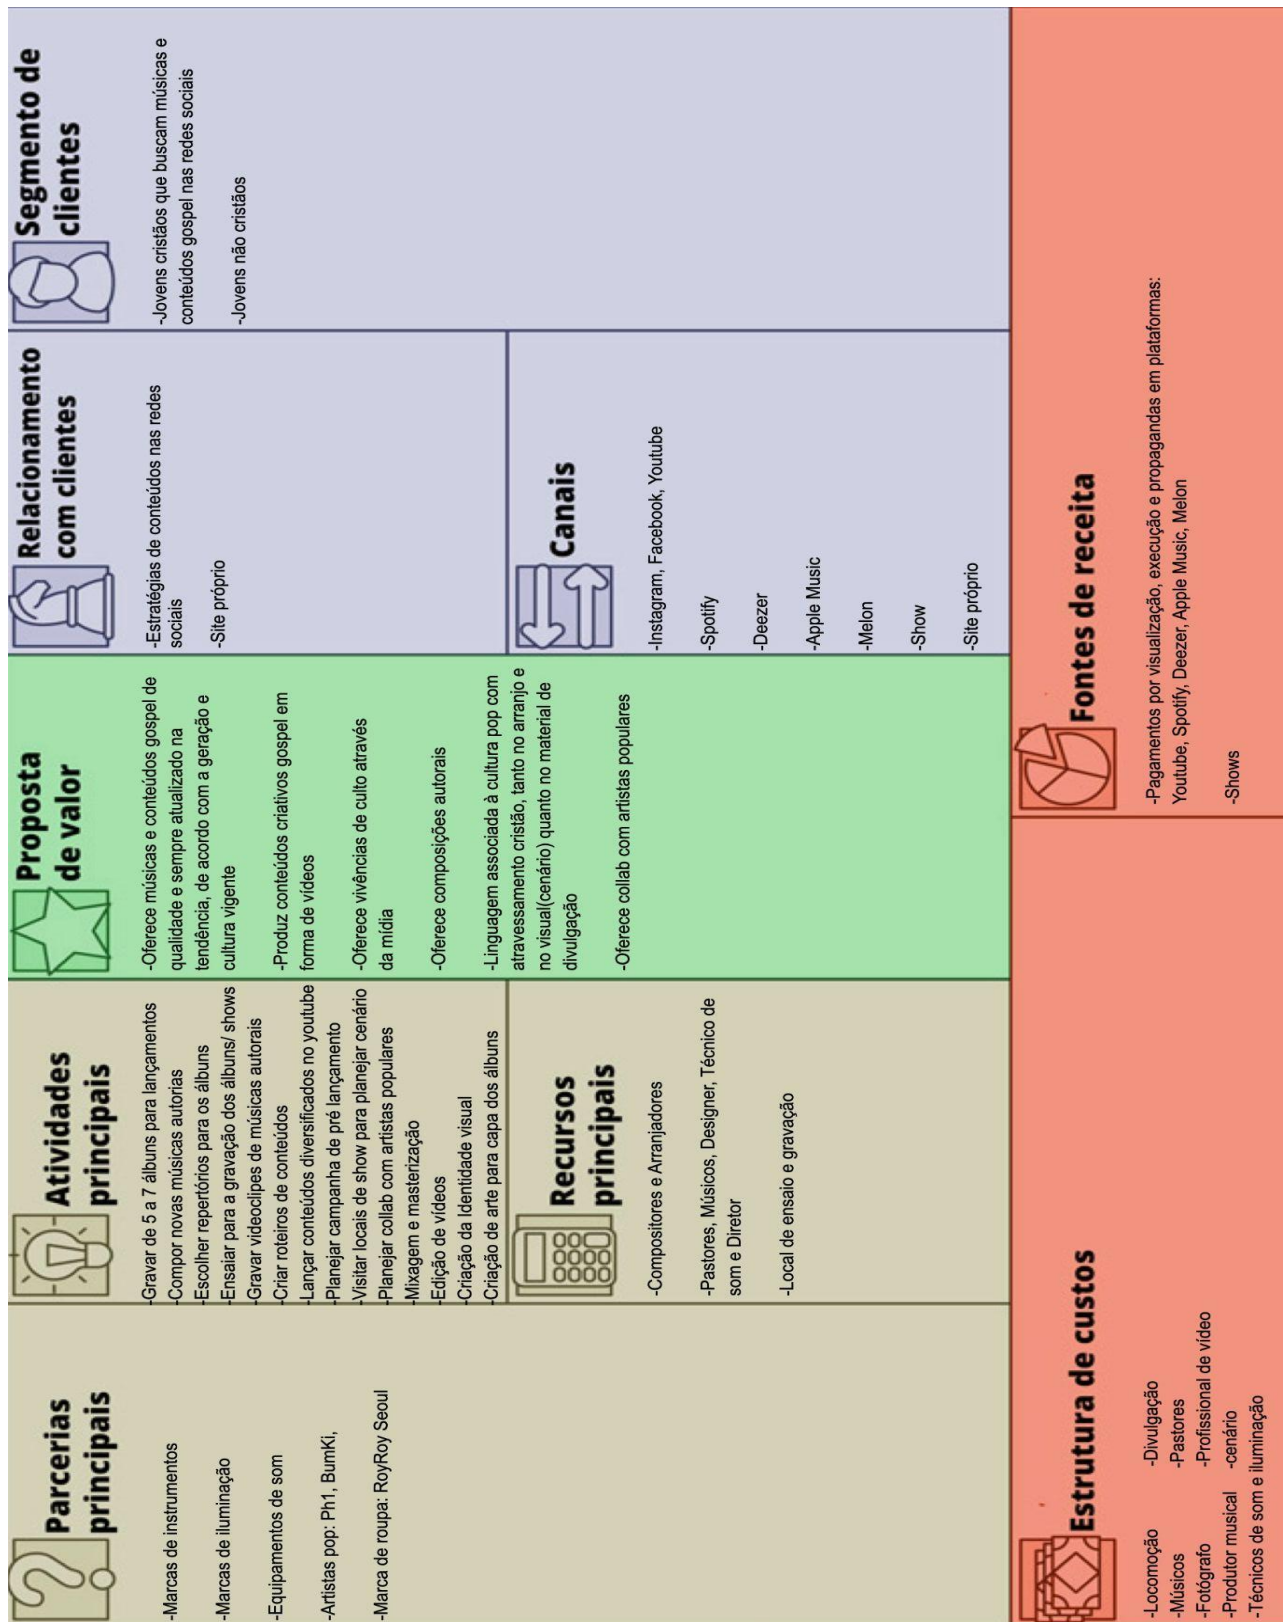 Parcerias
principais
-Marcas de instrumentos
-Marcas de iluminação
-Equipamentos de som
-Artistas pop: Ph1, BumKi,
-Marca de roupa: RoyRoy Seoul
Atividades
principais
-Gravar de 5 a 7 álbuns para lançamentos
-Compor novas músicas autorias
-Escolher repertórios para os álbuns
-Ensaiar para a gravação dos álbuns/ shows
-Gravar videoclipes de músicas autorais
-Criar roteiros de conteúdos
-Lançar conteúdos diversificados no youtube
-Planejar campanha de pré lançamento
-Visitar locais de show para planejar cenário
-Planejar collab com artistas populares
-Mixagem e masterização
-Edição de vídeos
-Criação da Identidade visual
-Criação de arte para capa dos álbuns
Recursos
principais
-Compositores e Arranjadores
-Pastores, Músicos, Designer, Técnico de
som e Diretor
-Local de ensaio e gravação
Proposta
de valor
-Oferece músicas e conteúdos gospel de
qualidade e sempre atualizado na
tendência, de acordo com a geração e
cultura vigente
-Produz conteúdos criativos gospel em
forma de vídeos
-Oferece vivências de culto através
da mídia
-Oferece composições autorais
-Linguagem associada à cultura pop com
atravessamento cristão, tanto no arranjo e
no visual(cenário) quanto no material de
divulgação
-Oferece collab com artistas populares
Relacionamento
com clientes
-Estratégias de conteúdos nas redes
sociais
-Site próprio
Canais
-Instagram, Facebook, Youtube
-Spotify
-Deezer
-Apple Music
-Melon
-Show
-Site próprio
Segmento de
clientes
-Jovens cristãos que buscam músicas e
conteúdos gospel nas redes sociais
-Jovens não cristãos
Estrutura de custos
-Locomoção -Divulgação
-Músicos -Pastores
-Fotógrafo -Profissional de vídeo
-Produtor musical -cenário
-Técnicos de som e iluminação
Fontes de receita
-Pagamentos por visualização, execução e propagandas em plataformas:
Youtube, Spotify, Deezer, Apple Music, Melon
-Shows